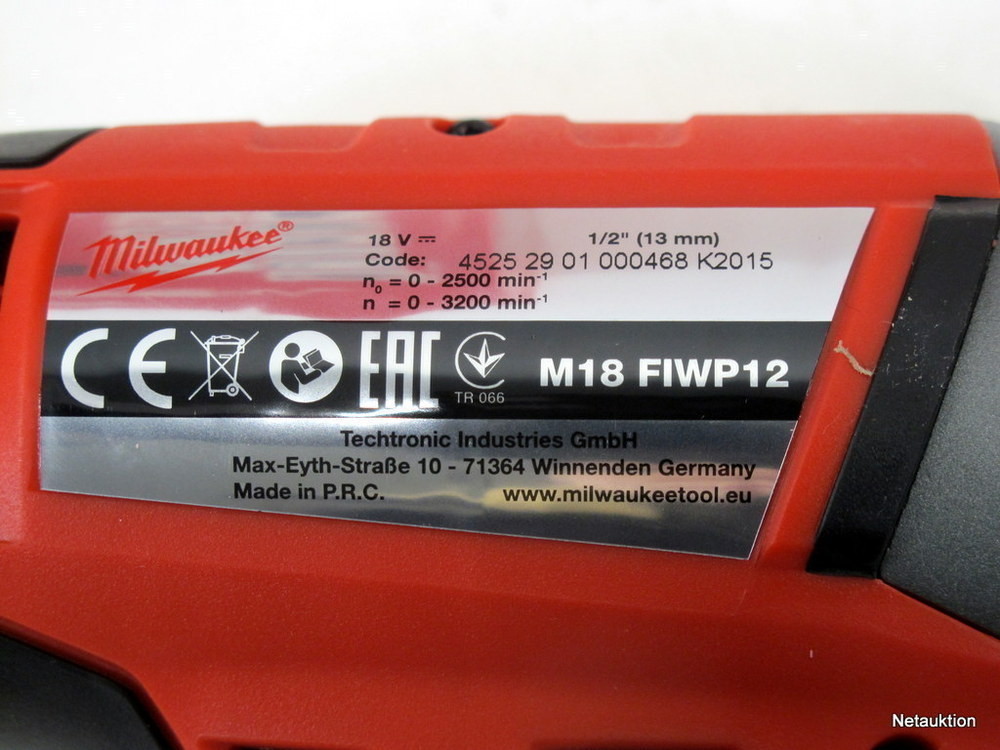 Milwaukee®
18 V ⎓ 1/2" (13 mm)
Code: 4525 29 01 000468 K2015
n₀ = 0 - 2500 min⁻¹
n = 0 - 3200 min⁻¹
CE EAC TR 066 M18 FIWP12
Techtronic Industries GmbH
Max-Eyth-Straße 10 - 71364 Winnenden Germany
Made in P.R.C. www.milwaukeetool.eu
Netauktion